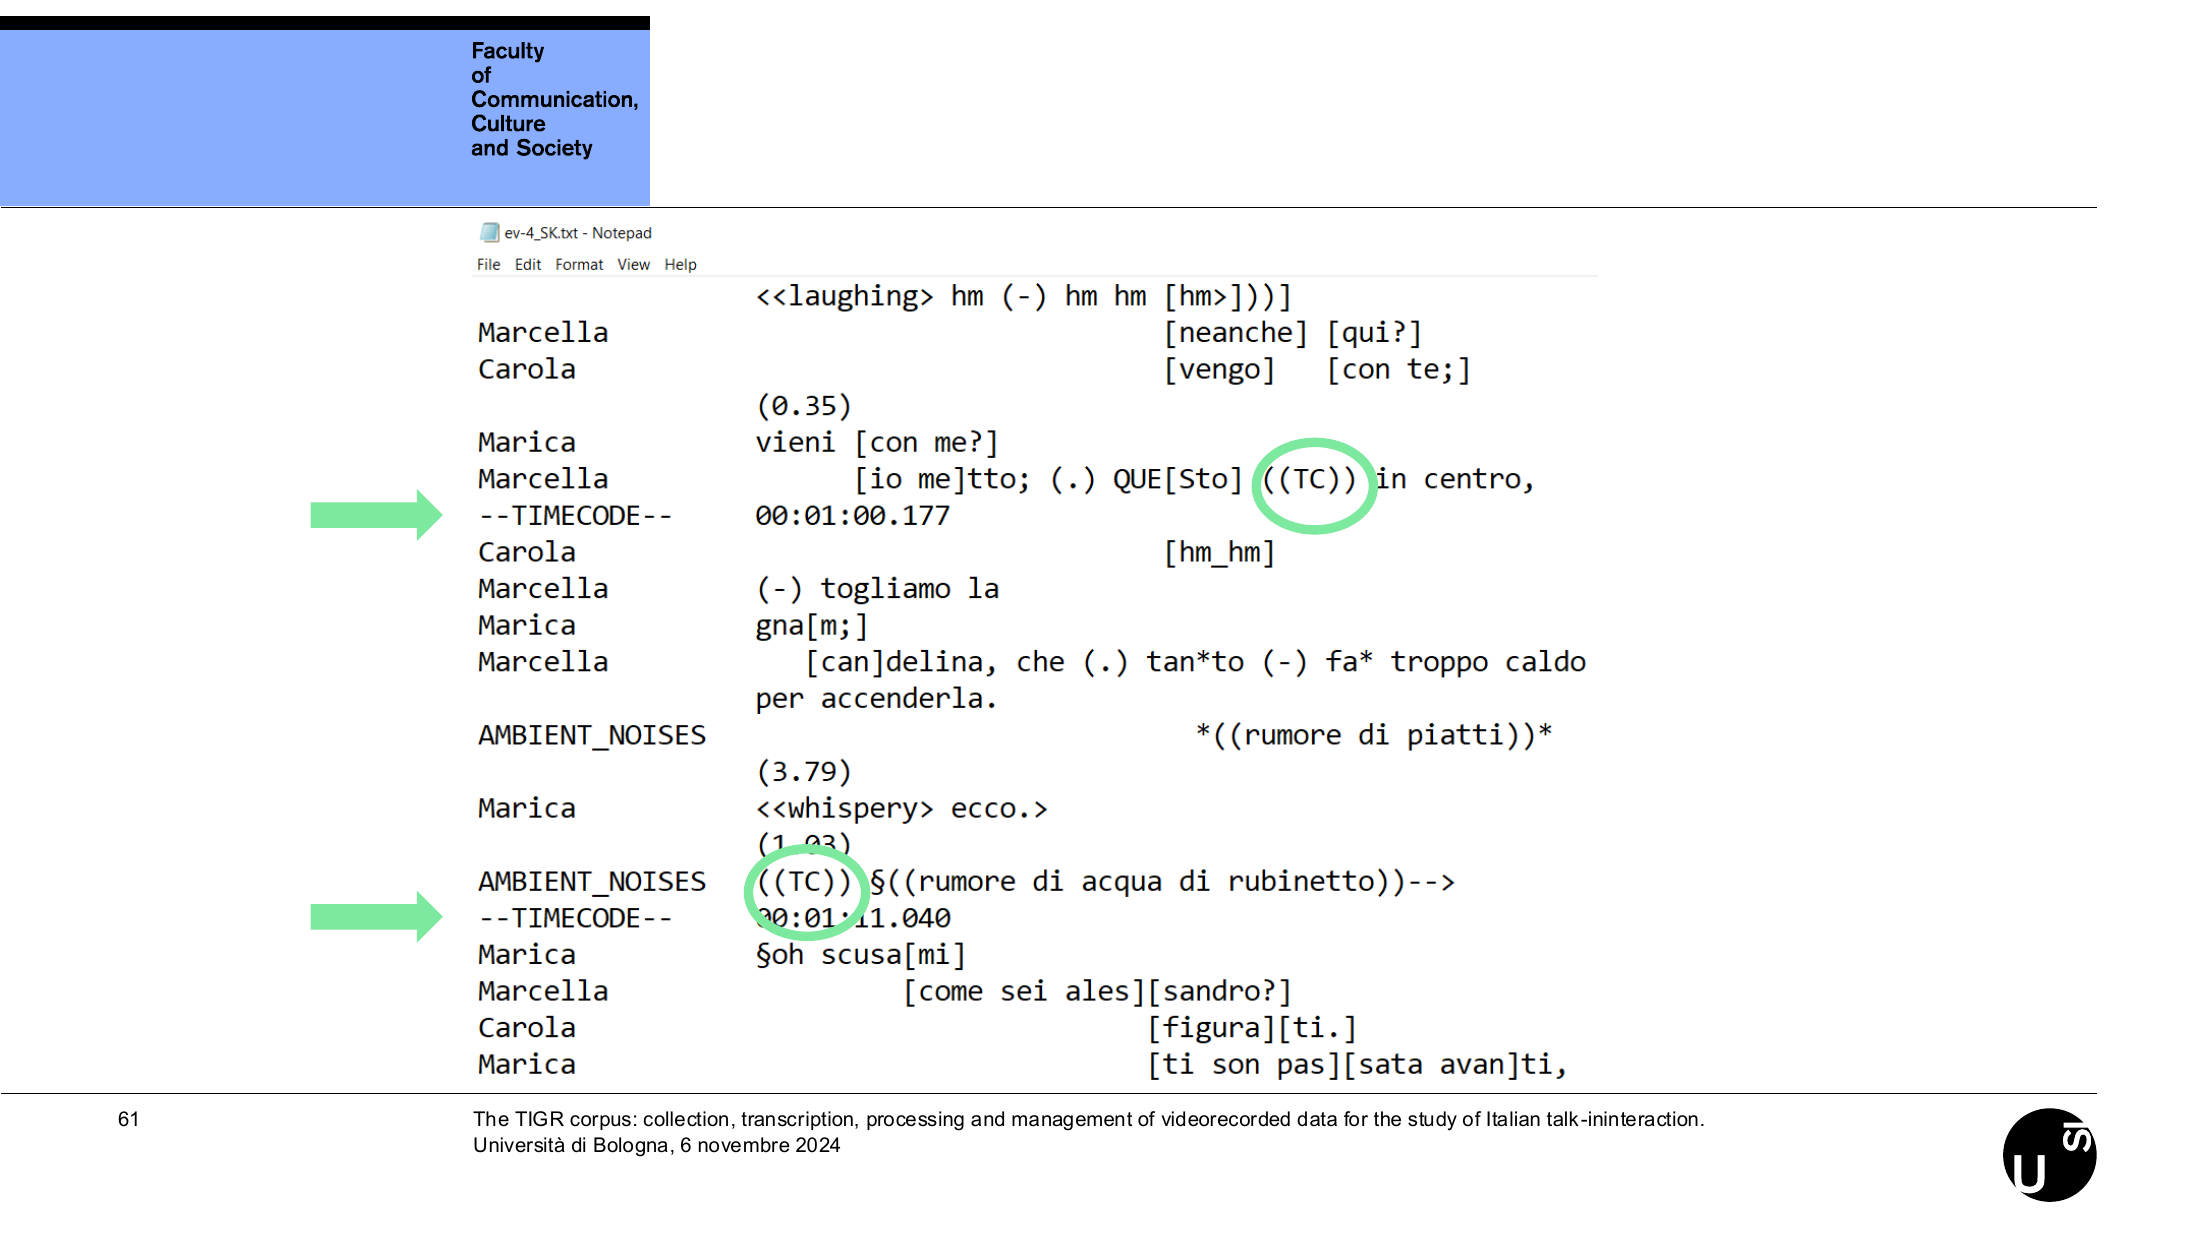 Faculty
of
Communication,
Culture
and Society
ev-4_SK.txt - Notepad
File Edit Format View Help
<<laughing> hm (-) hm hm [hm>]))]
Marcella [neanche] [qui?]
Carola [vengo] [con te;]
(0.35)
Marica vieni [con me?]
Marcella [io me]tto; (.) QUE[Sto] ((TC)) in centro,
--TIMECODE-- 00:01:00.177
Carola [hm_hm]
Marcella (-) togliamo la
Marica gna[m;]
Marcella [can]delina, che (.) tan*to (-) fa* troppo caldo
per accenderla.
AMBIENT_NOISES *((rumore di piatti))*
(3.79)
Marica <<whispery> ecco.>
(1.03)
AMBIENT_NOISES ((TC)) §((rumore di acqua di rubinetto))-->
--TIMECODE-- 00:01:11.040
Marica §oh scusa[mi]
Marcella [come sei ales][sandro?]
Carola [figura][ti.]
Marica [ti son pas][sata avan]ti,
61
The TIGR corpus: collection, transcription, processing and management of videorecorded data for the study of Italian talk-ininteraction.
Università di Bologna, 6 novembre 2024
U
SI